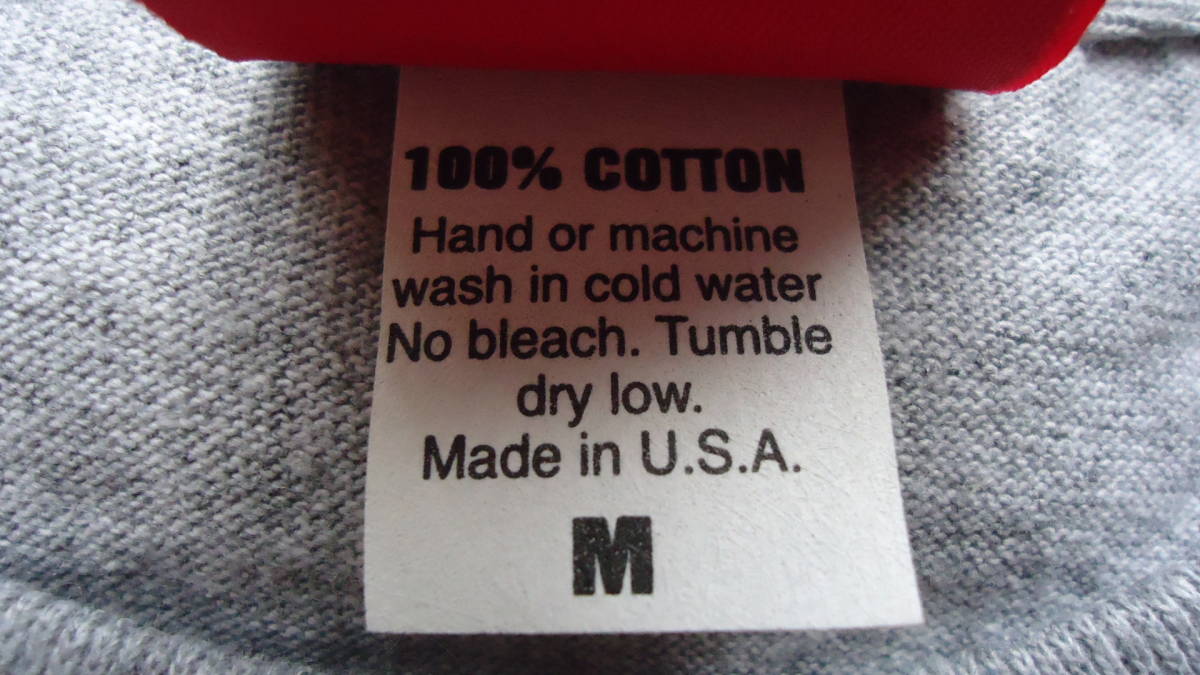 100% COTTON
Hand or machine
wash in cold water
No bleach. Tumble
dry low.
Made in U.S.A.
M